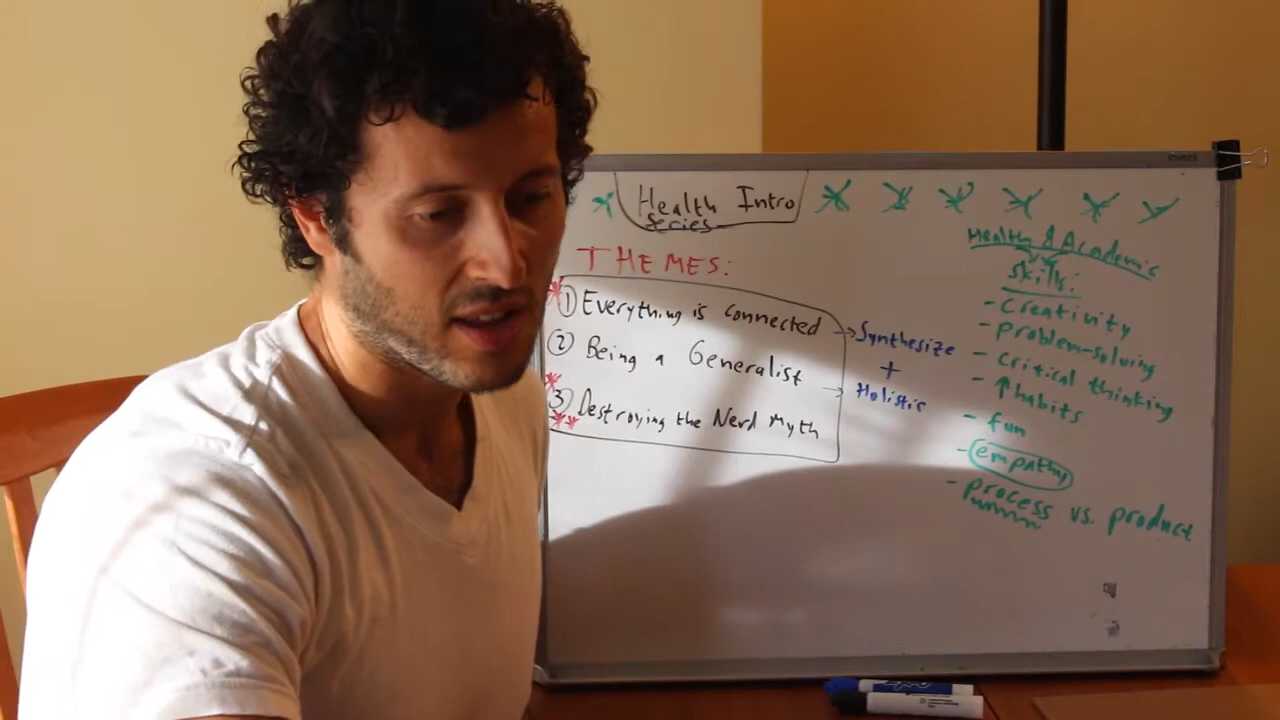 Health Intro
series
THEMES:
① Everything is connected
② Being a Generalist
③ Destroying the Nerd Myth
Synthesize
+
Holistic
Health & Academic
skills:
- creativity
- problem-solving
- critical thinking
- ↑ habits
- fun
- empathy
- process vs. product